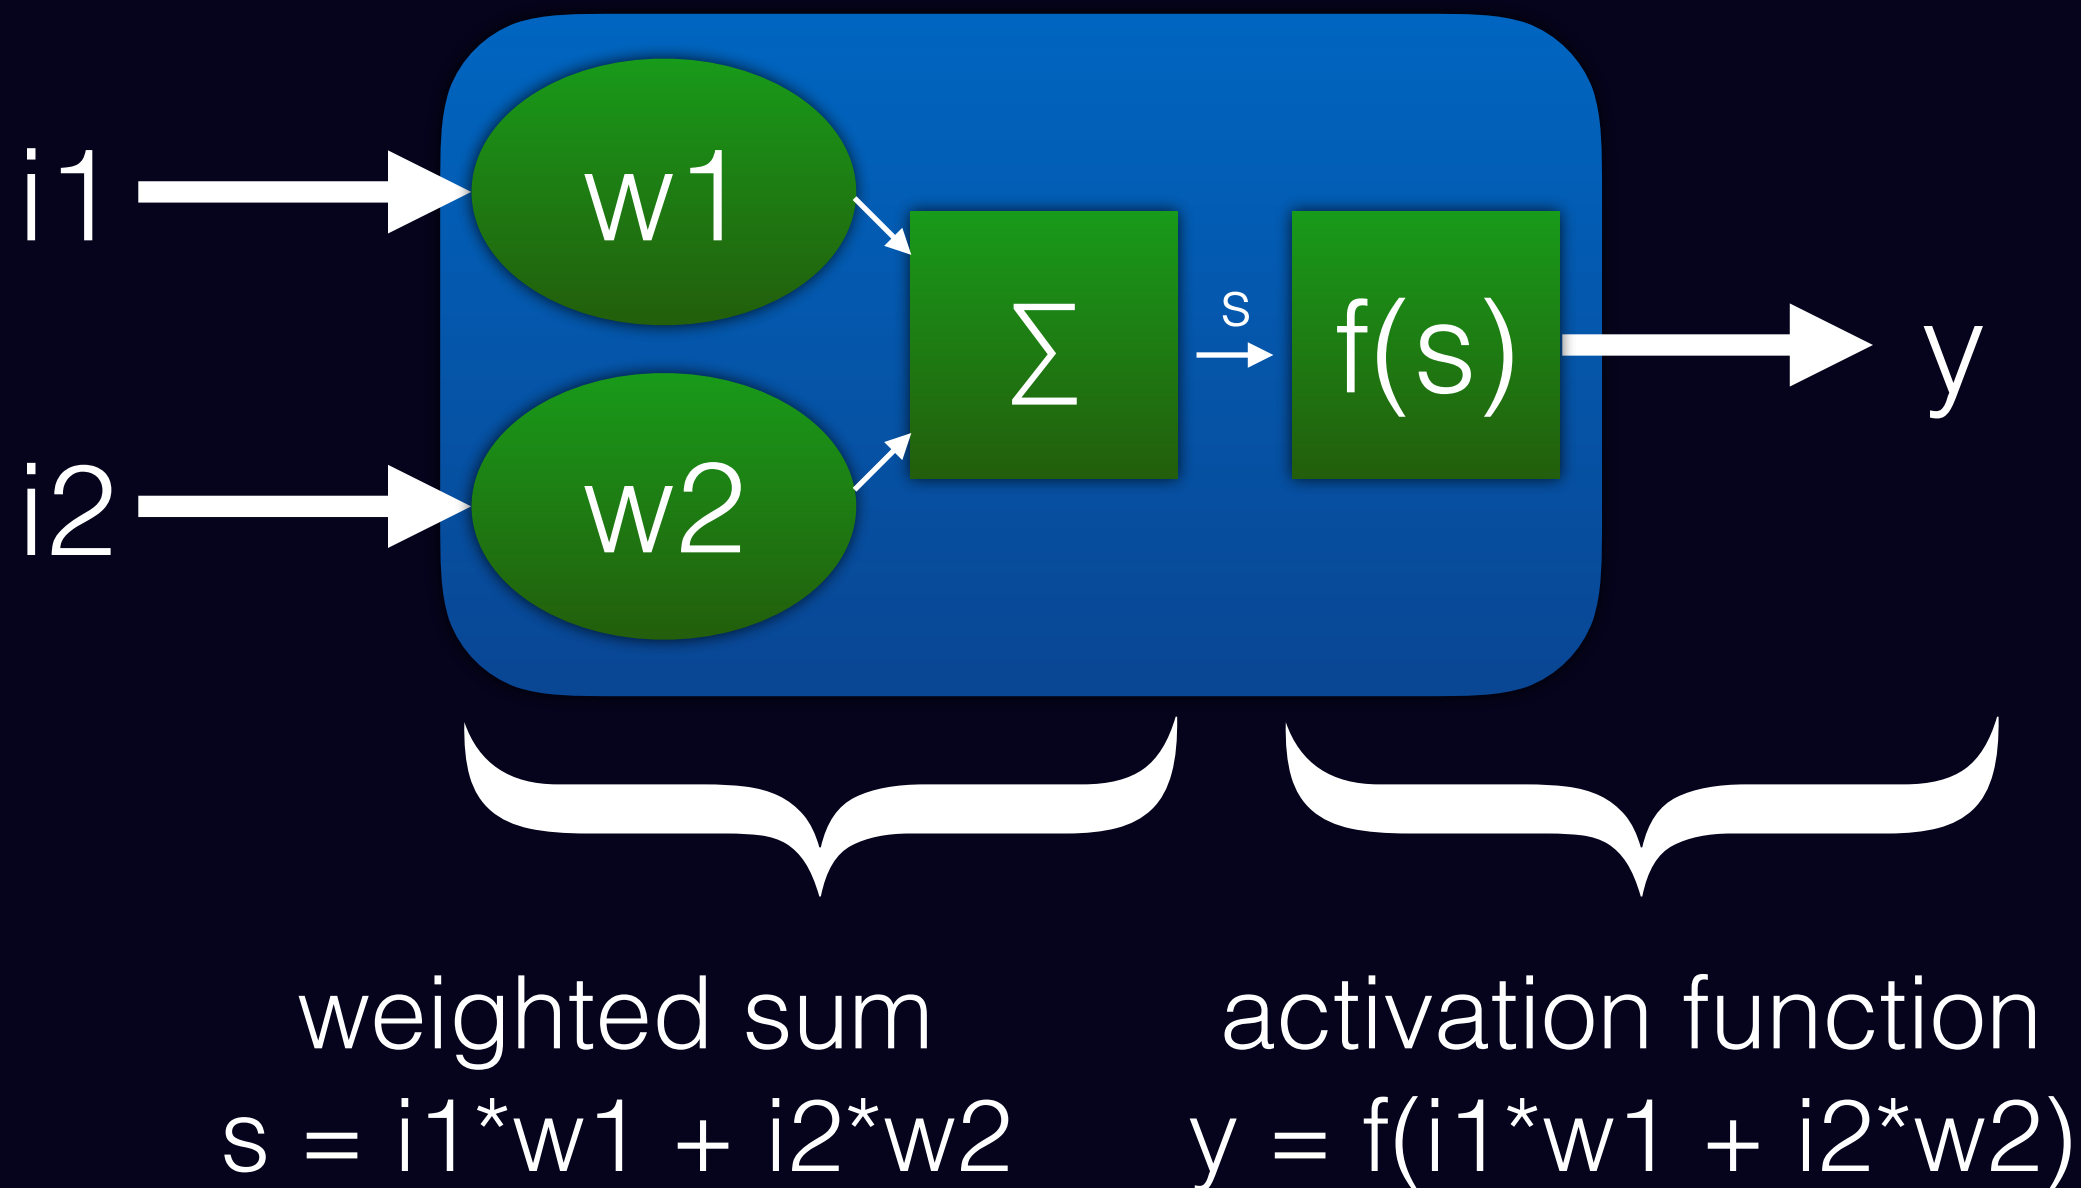 i1
w1
i2
w2
∑
s
f(s)
y
weighted sum
s = i1*w1 + i2*w2
activation function
y = f(i1*w1 + i2*w2)